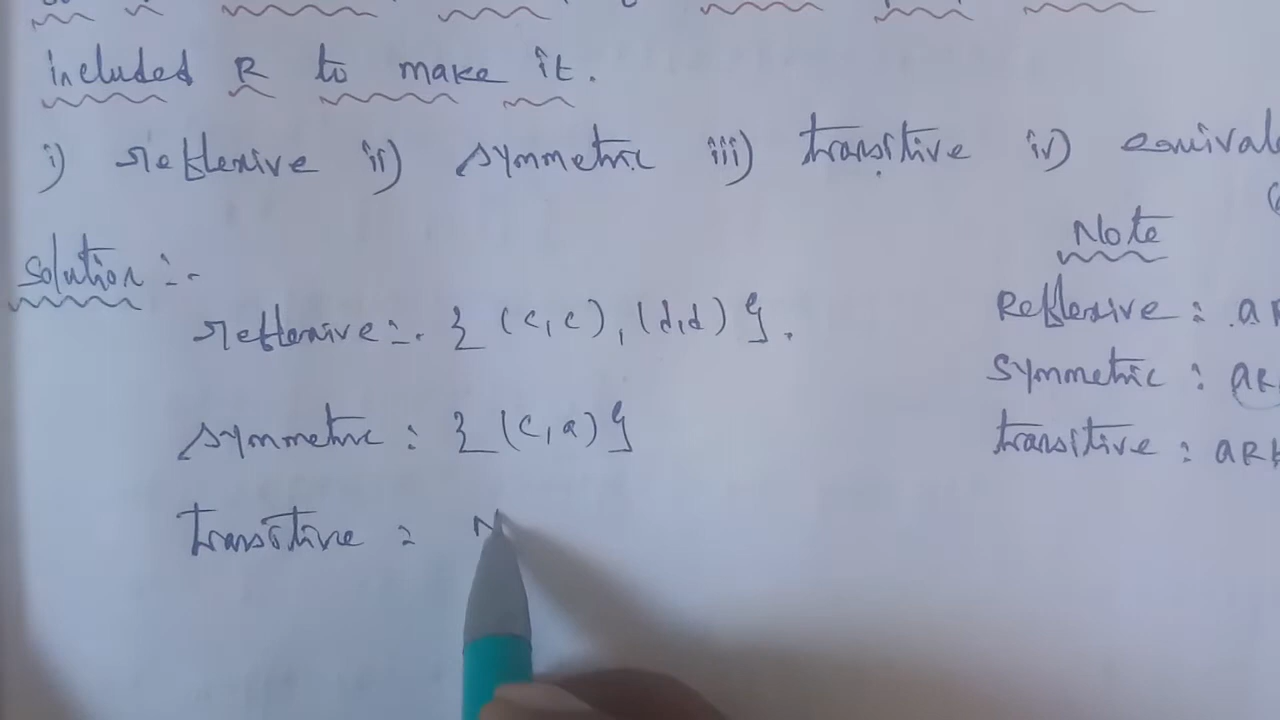 included R to make it.
i) reflexive ii) symmetric iii) transitive iv) equival
Solution :-
Note
reflexive :- { (c,c), (d,d) }.
Reflexive : aR
symmetric : { (c,a) }
Symmetric : aR
transitive : N
transitive : aR